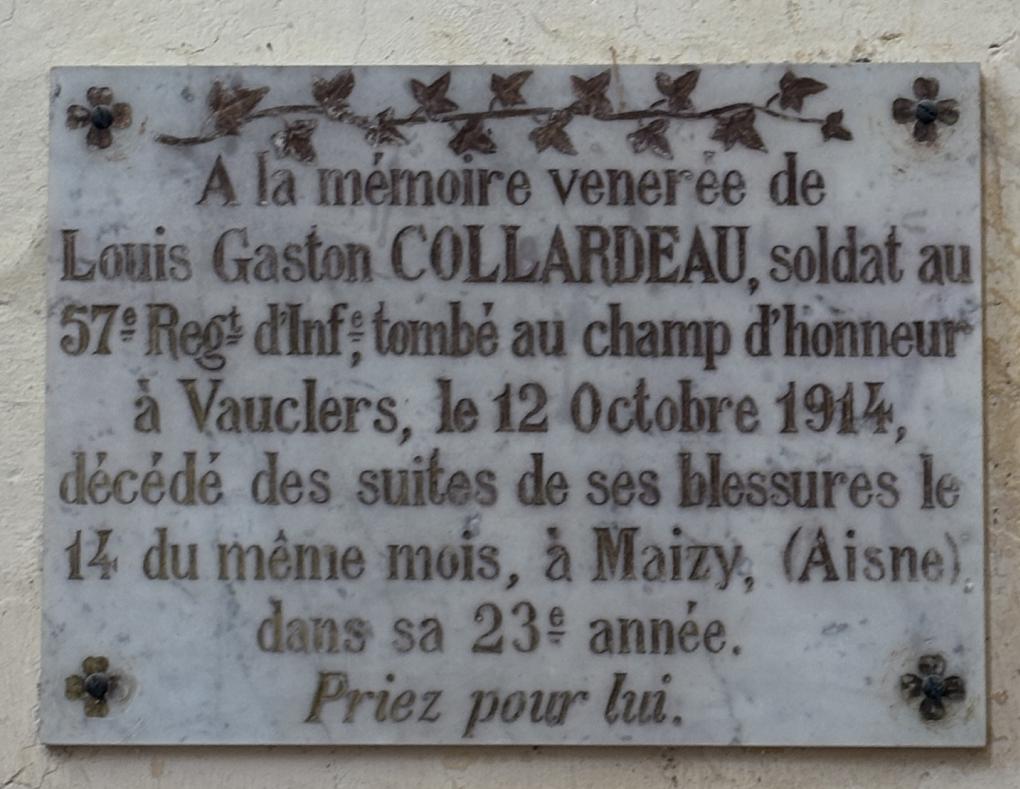 A la mémoire venerée de
Louis Gaston COLLARDEAU, soldat au
57e Regt d'Infe, tombé au champ d'honneur
à Vauclers, le 12 Octobre 1914,
décédé des suites de ses blessures le
14 du même mois, à Maizy, (Aisne)
dans sa 23e année.
Priez pour lui.